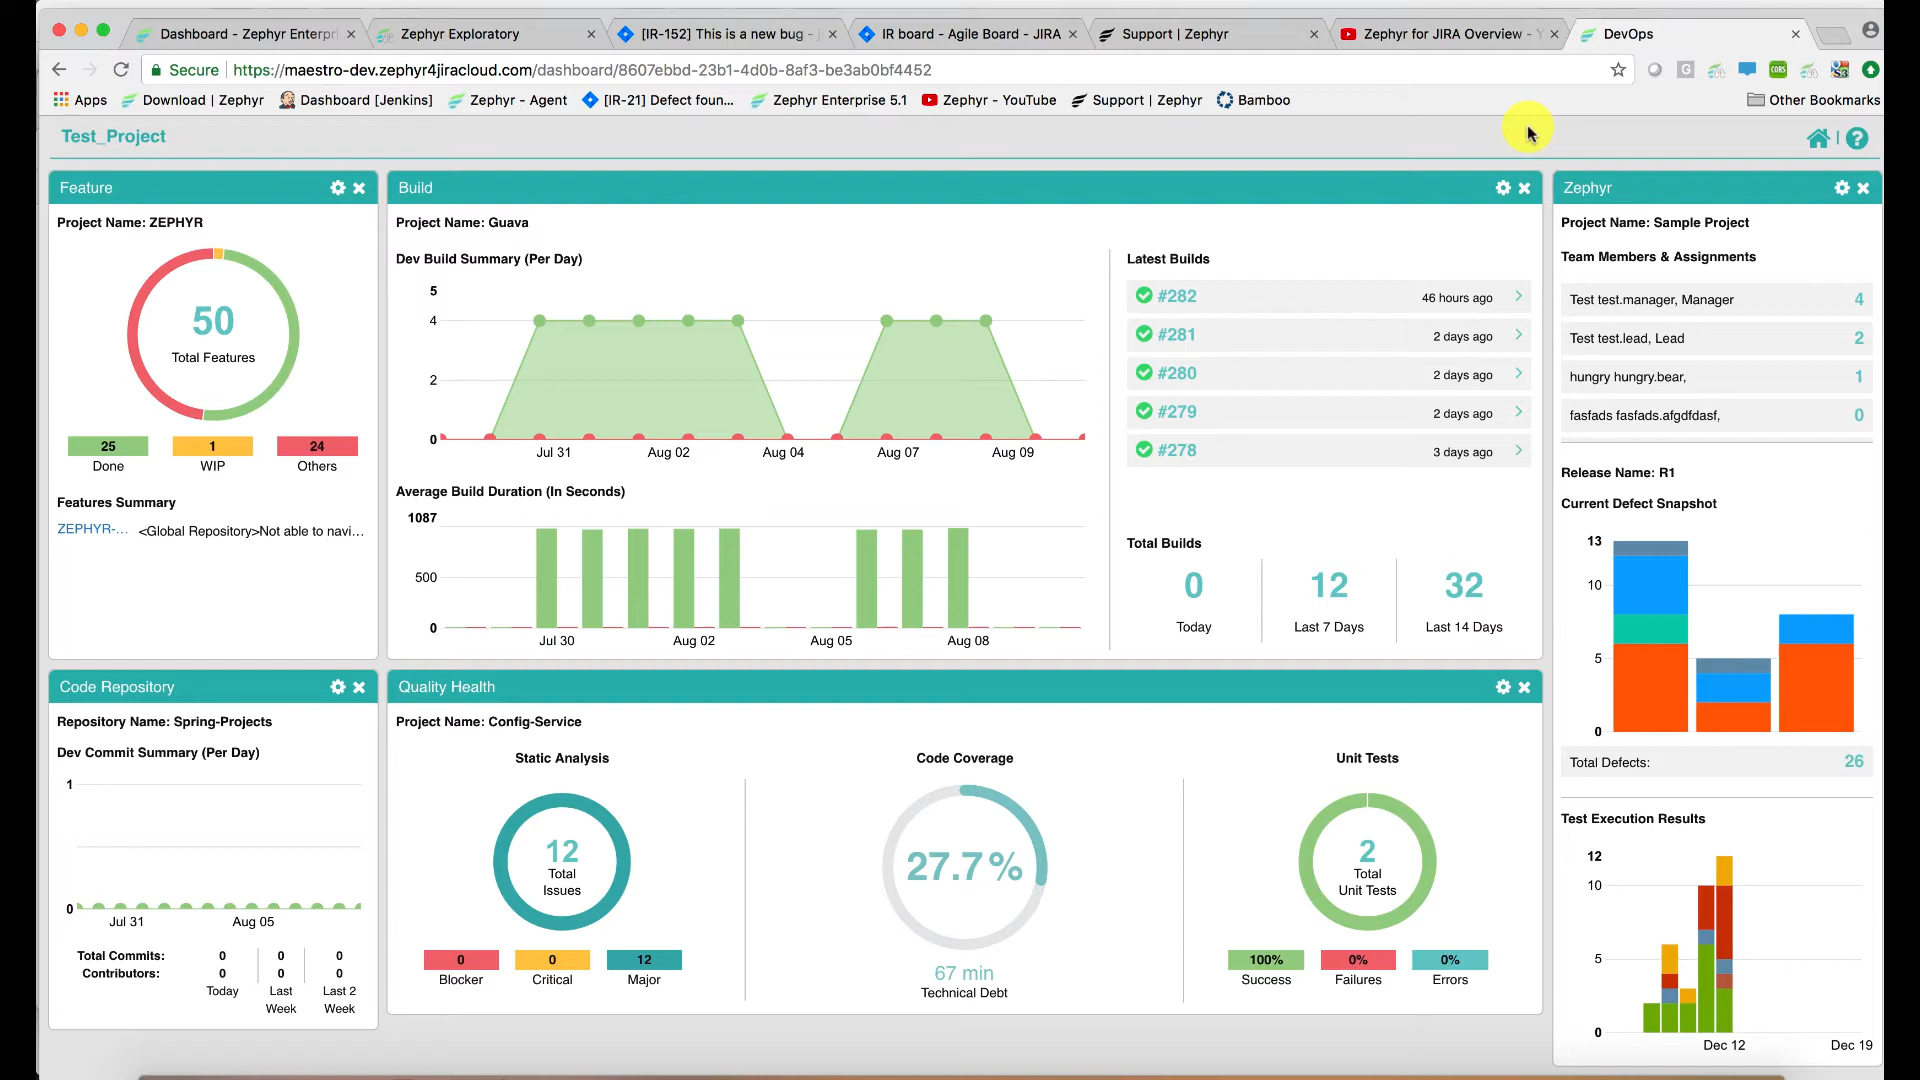 Dashboard - Zephyr Enterpri
Zephyr Exploratory
[IR-152] This is a new bug - 
IR board - Agile Board - JIRA
Support | Zephyr
Zephyr for JIRA Overview - 
DevOps
Secure
https://maestro-dev.zephyr4jiracloud.com/dashboard/8607ebbd-23b1-4d0b-8af3-be3ab0bf4452
G
CORS
S3
Apps
Download | Zephyr
Dashboard [Jenkins]
Zephyr - Agent
[IR-21] Defect foun...
Zephyr Enterprise 5.1
Zephyr - YouTube
Support | Zephyr
Bamboo
Other Bookmarks
Test_Project
?
Feature
Project Name: ZEPHYR
50
Total Features
25
Done
1
WIP
24
Others
Features Summary
ZEPHYR-...
<Global Repository>Not able to navi...
Build
Project Name: Guava
Dev Build Summary (Per Day)
5
4
2
0
Jul 31
Aug 02
Aug 04
Aug 07
Aug 09
Average Build Duration (In Seconds)
1087
500
0
Jul 30
Aug 02
Aug 05
Aug 08
Latest Builds
#282
46 hours ago
#281
2 days ago
#280
2 days ago
#279
2 days ago
#278
3 days ago
Total Builds
0
Today
12
Last 7 Days
32
Last 14 Days
Zephyr
Project Name: Sample Project
Team Members & Assignments
Test test.manager, Manager
4
Test test.lead, Lead
2
hungry hungry.bear,
1
fasfads fasfads.afgdfdasf,
0
Release Name: R1
Current Defect Snapshot
13
10
5
0
Total Defects:
26
Test Execution Results
12
10
5
0
Dec 12
Dec 19
Code Repository
Repository Name: Spring-Projects
Dev Commit Summary (Per Day)
1
0
Jul 31
Aug 05
Total Commits:
0
0
0
Contributors:
0
0
0
Today
Last Week
Last 2 Week
Quality Health
Project Name: Config-Service
Static Analysis
12
Total
Issues
0
Blocker
0
Critical
12
Major
Code Coverage
27.7%
67 min
Technical Debt
Unit Tests
2
Total
Unit Tests
100%
Success
0%
Failures
0%
Errors